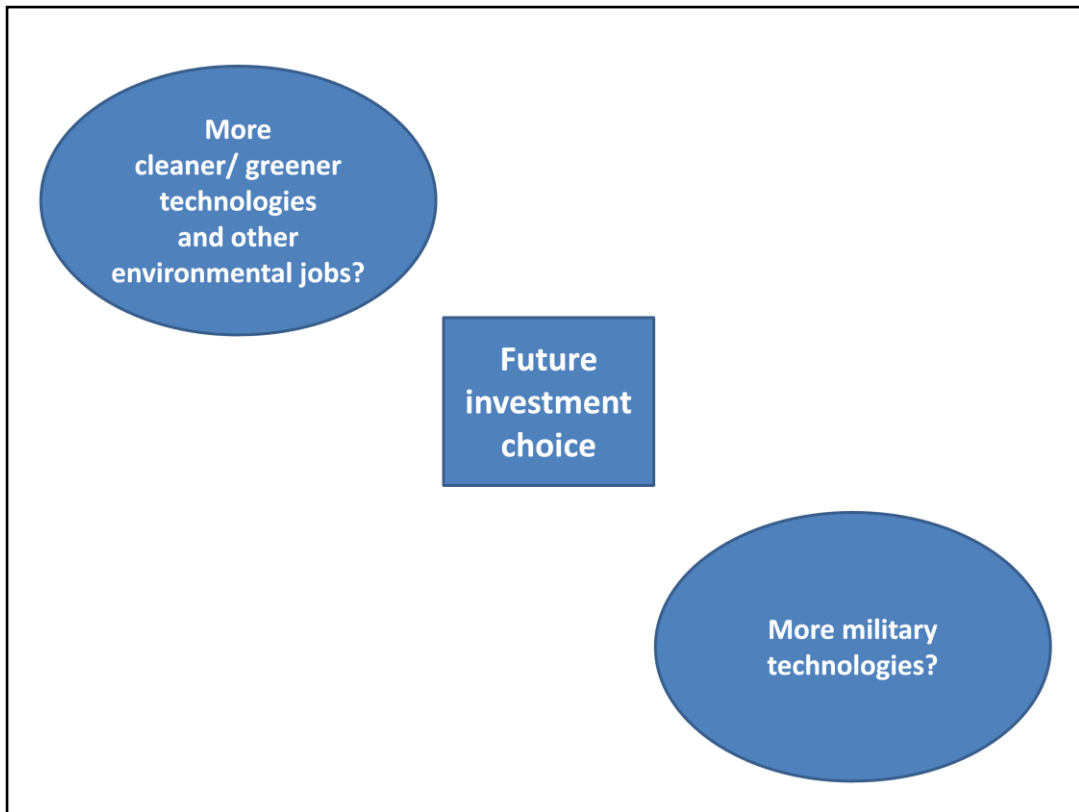 More
cleaner/ greener
technologies
and other
environmental jobs?
Future
investment
choice
More military
technologies?